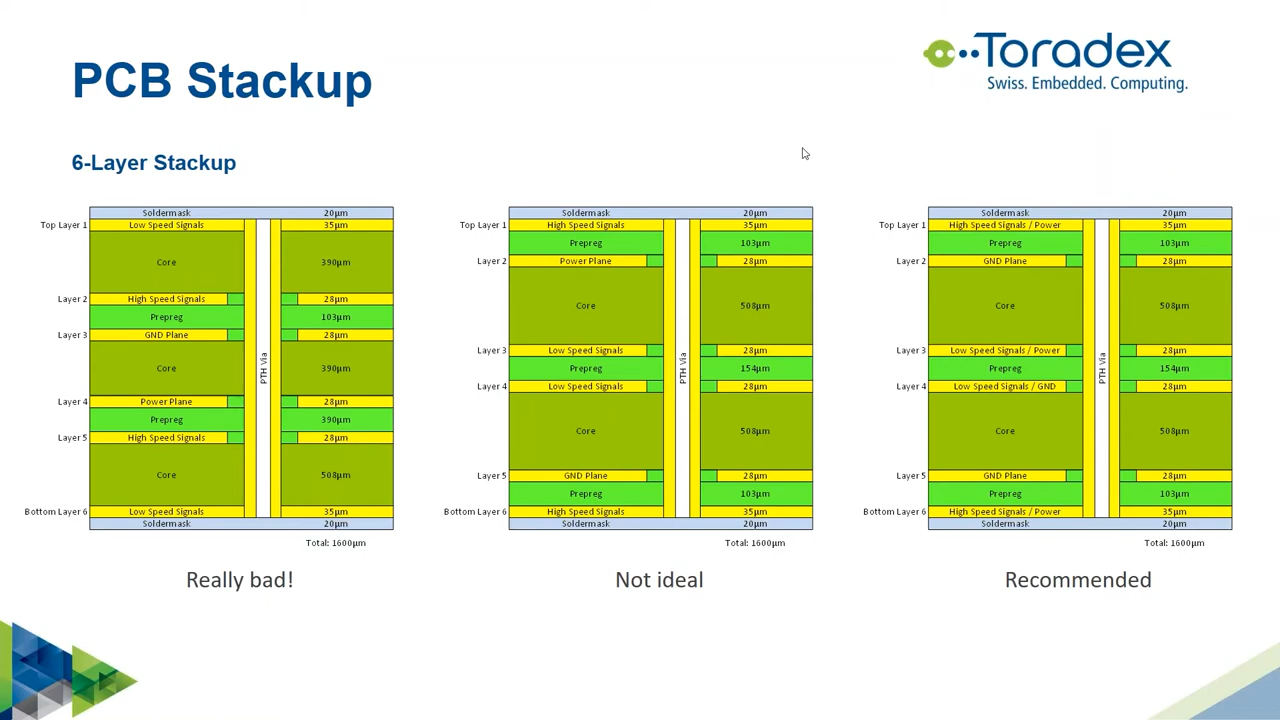 PCB Stackup
Toradex
Swiss. Embedded. Computing.
6-Layer Stackup
Soldermask 20µm
Top Layer 1 Low Speed Signals 35µm
Core 390µm
Layer 2 High Speed Signals 28µm
Prepreg 103µm
Layer 3 GND Plane 28µm
Core 390µm
Layer 4 Power Plane 28µm
Prepreg 390µm
Layer 5 High Speed Signals 28µm
Core 508µm
Bottom Layer 6 Low Speed Signals 35µm
Soldermask 20µm
PTH Via
Total: 1600µm
Really bad!
Soldermask 20µm
Top Layer 1 High Speed Signals 35µm
Prepreg 103µm
Layer 2 Power Plane 28µm
Core 508µm
Layer 3 Low Speed Signals 28µm
Prepreg 154µm
Layer 4 Low Speed Signals 28µm
Core 508µm
Layer 5 GND Plane 28µm
Prepreg 103µm
Bottom Layer 6 High Speed Signals 35µm
Soldermask 20µm
PTH Via
Total: 1600µm
Not ideal
Soldermask 20µm
Top Layer 1 High Speed Signals / Power 35µm
Prepreg 103µm
Layer 2 GND Plane 28µm
Core 508µm
Layer 3 Low Speed Signals / Power 28µm
Prepreg 154µm
Layer 4 Low Speed Signals / GND 28µm
Core 508µm
Layer 5 GND Plane 28µm
Prepreg 103µm
Bottom Layer 6 High Speed Signals / Power 35µm
Soldermask 20µm
PTH Via
Total: 1600µm
Recommended